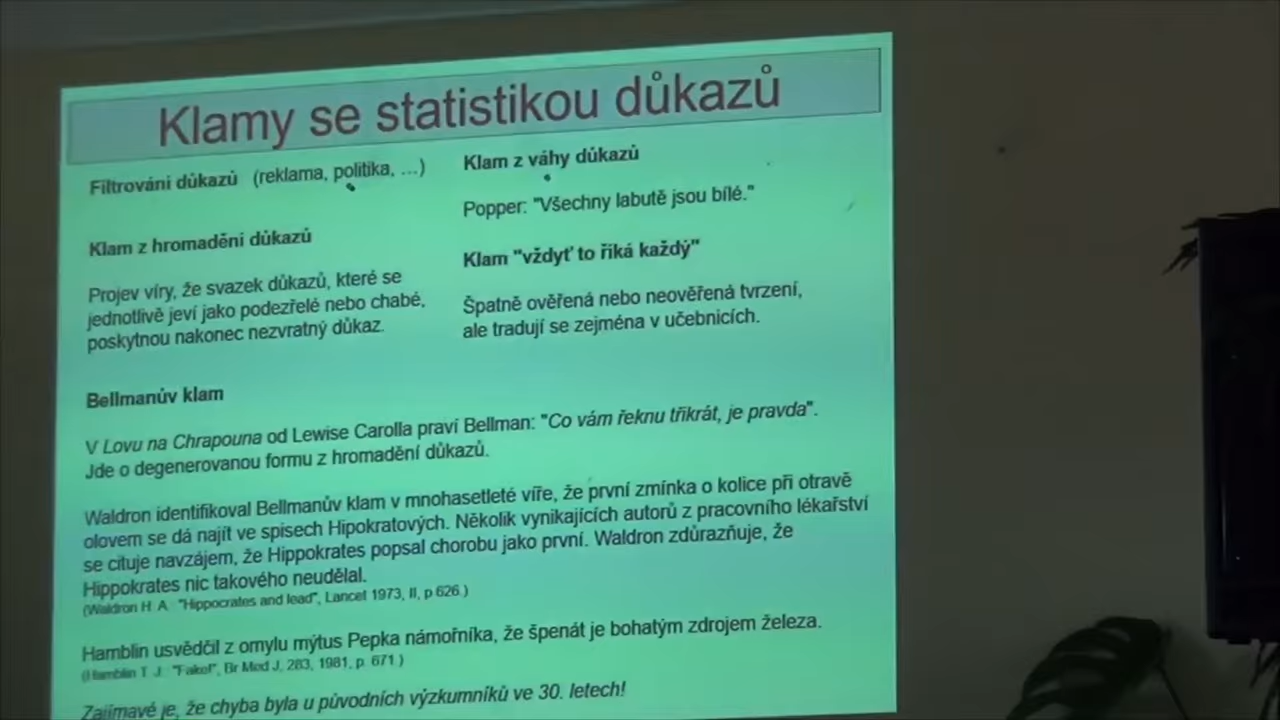 Klamy se statistikou důkazů
Filtrování důkazů (reklama, politika, ...)
Klam z hromadění důkazů
Projev víry, že svazek důkazů, které se
jednotlivě jeví jako podezřelé nebo chabé,
poskytnou nakonec nezvratný důkaz.
Klam z váhy důkazů
Popper: "Všechny labutě jsou bílé."
Klam "vždyť to říká každý"
Špatně ověřená nebo neověřená tvrzení,
ale tradují se zejména v učebnicích.
Bellmanův klam
V Lovu na Chrapouna od Lewise Carolla praví Bellman: "Co vám řeknu třikrát, je pravda".
Jde o degenerovanou formu z hromadění důkazů.
Waldron identifikoval Bellmanův klam v mnohasetleté víře, že první zmínka o kolice při otravě
olovem se dá najít ve spisech Hipokratových. Několik vynikajících autorů z pracovního lékařství
se cituje navzájem, že Hippokrates popsal chorobu jako první. Waldron zdůrazňuje, že
Hippokrates nic takového neudělal.
(Waldron H. A.: "Hippocrates and lead", Lancet 1973, II, p 626.)
Hamblin usvědčil z omylu mýtus Pepka námořníka, že špenát je bohatým zdrojem železa.
(Hamblin T. J.: "Fake!", Br Med J, 283, 1981, p. 671.)
Zajímavé je, že chyba byla u původních výzkumníků ve 30. letech!